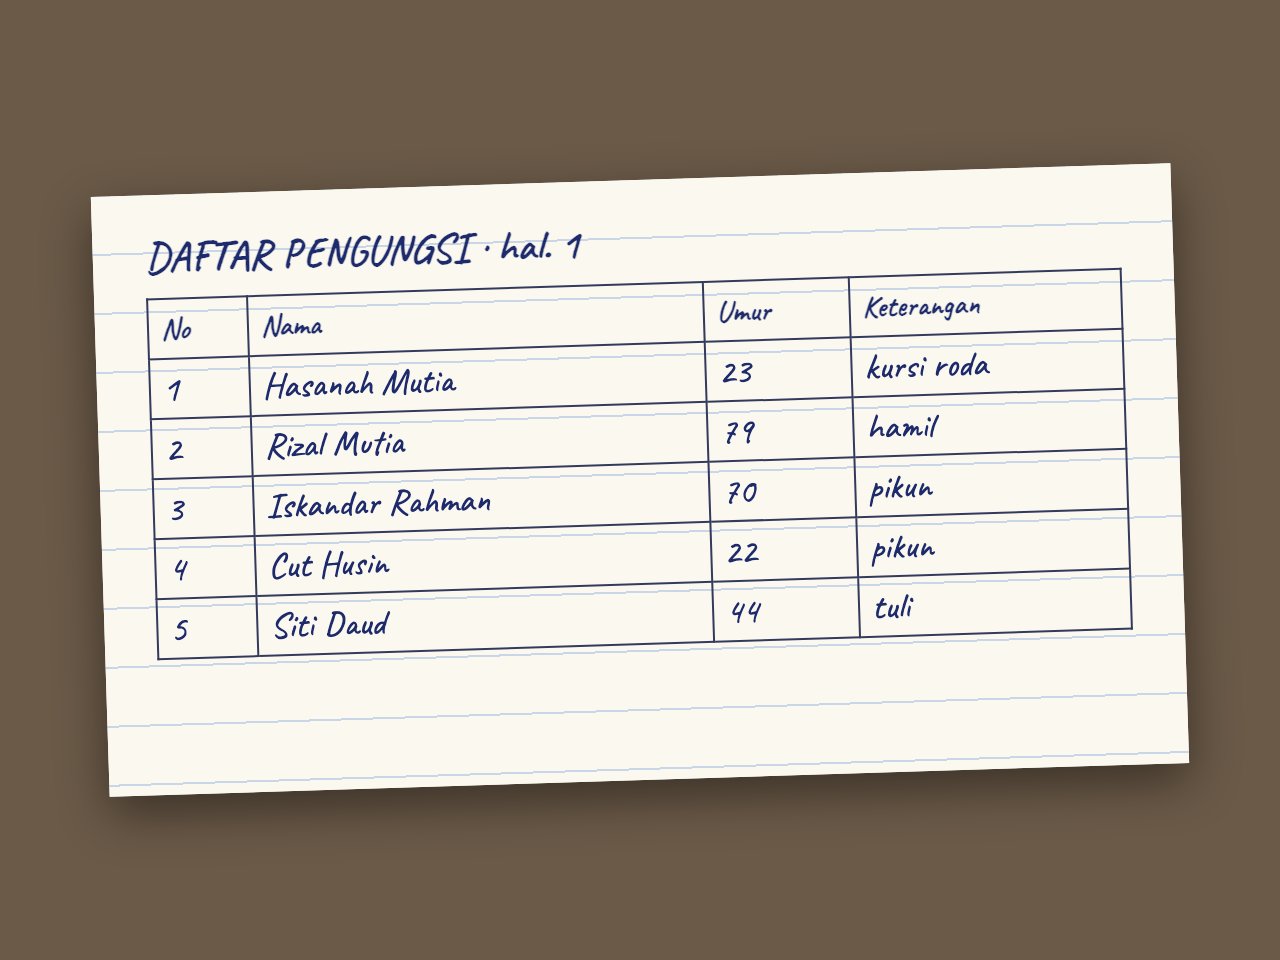 DAFTAR PENGUNGSI · hal. 1
No Nama Umur Keterangan
1 Hasanah Mutia 23 kursi roda
2 Rizal Mutia 79 hamil
3 Iskandar Rahman 70 pikun
4 Cut Husin 22 pikun
5 Siti Daud 44 tuli